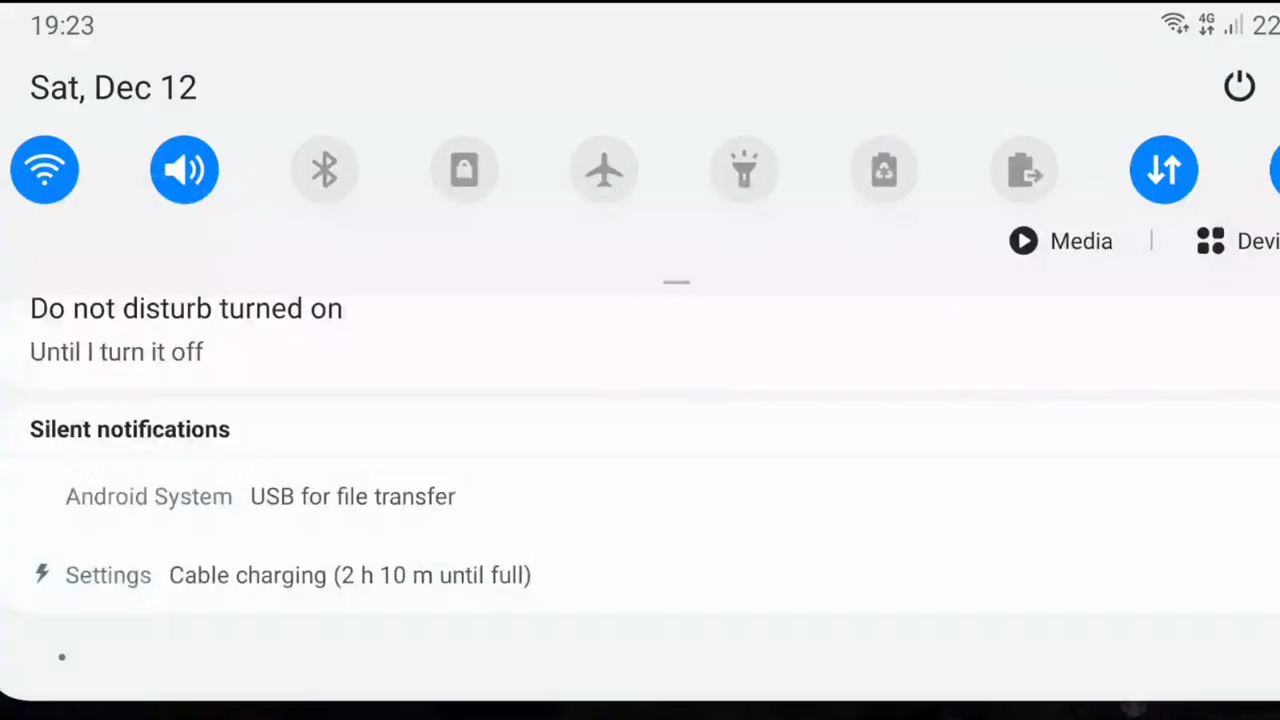 19:23
4G 22
Sat, Dec 12
Media | Devi
Do not disturb turned on
Until I turn it off
Silent notifications
Android System USB for file transfer
Settings Cable charging (2 h 10 m until full)